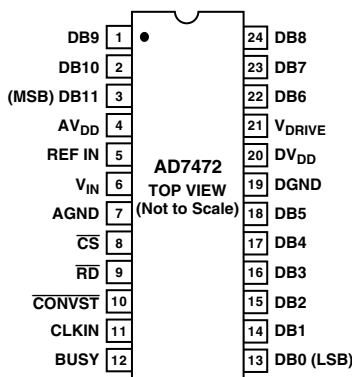 DB9 1 24 DB8
DB10 2 23 DB7
(MSB) DB11 3 22 DB6
AVDD 4 21 VDRIVE
REF IN 5 20 DVDD
VIN 6 19 DGND
AGND 7 18 DB5
CS 8 17 DB4
RD 9 16 DB3
CONVST 10 15 DB2
CLKIN 11 14 DB1
BUSY 12 13 DB0 (LSB)
AD7472
TOP VIEW
(Not to Scale)